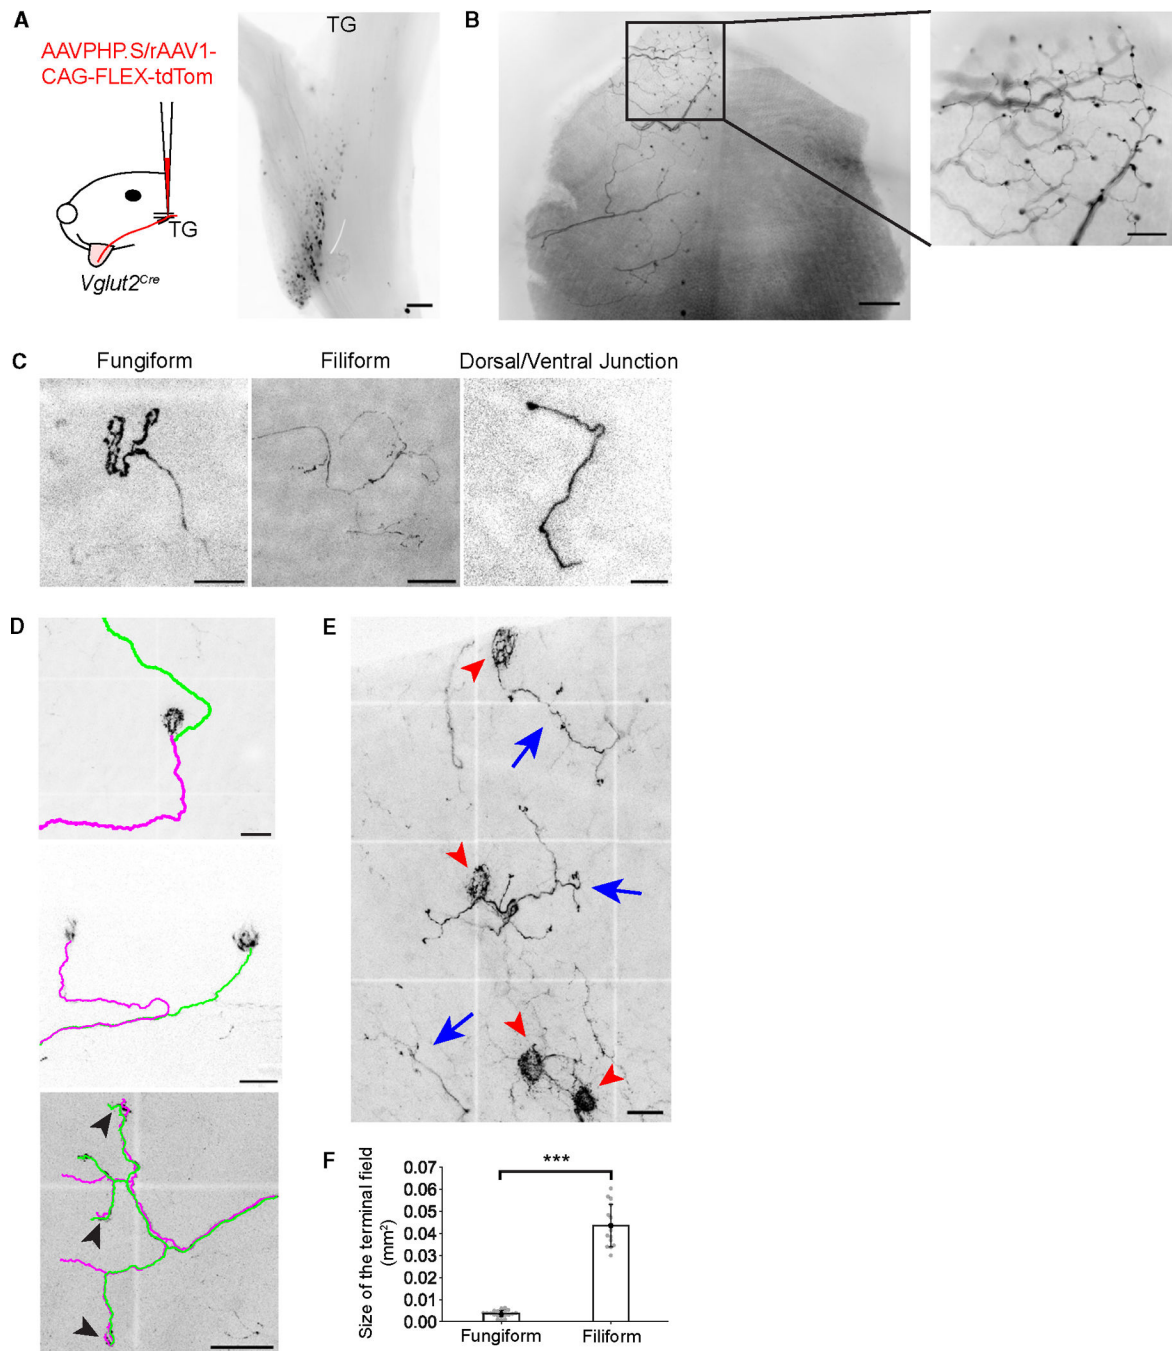 A
AAVPHP.S/rAAV1-
CAG-FLEX-tdTom
TG
Vglut2Cre
TG
B
C
Fungiform
Filiform
Dorsal/Ventral Junction
D
E
F
Size of the terminal field
(mm²)
0.07
0.06
0.05
0.04
0.03
0.02
0.01
0.00
***
Fungiform
Filiform